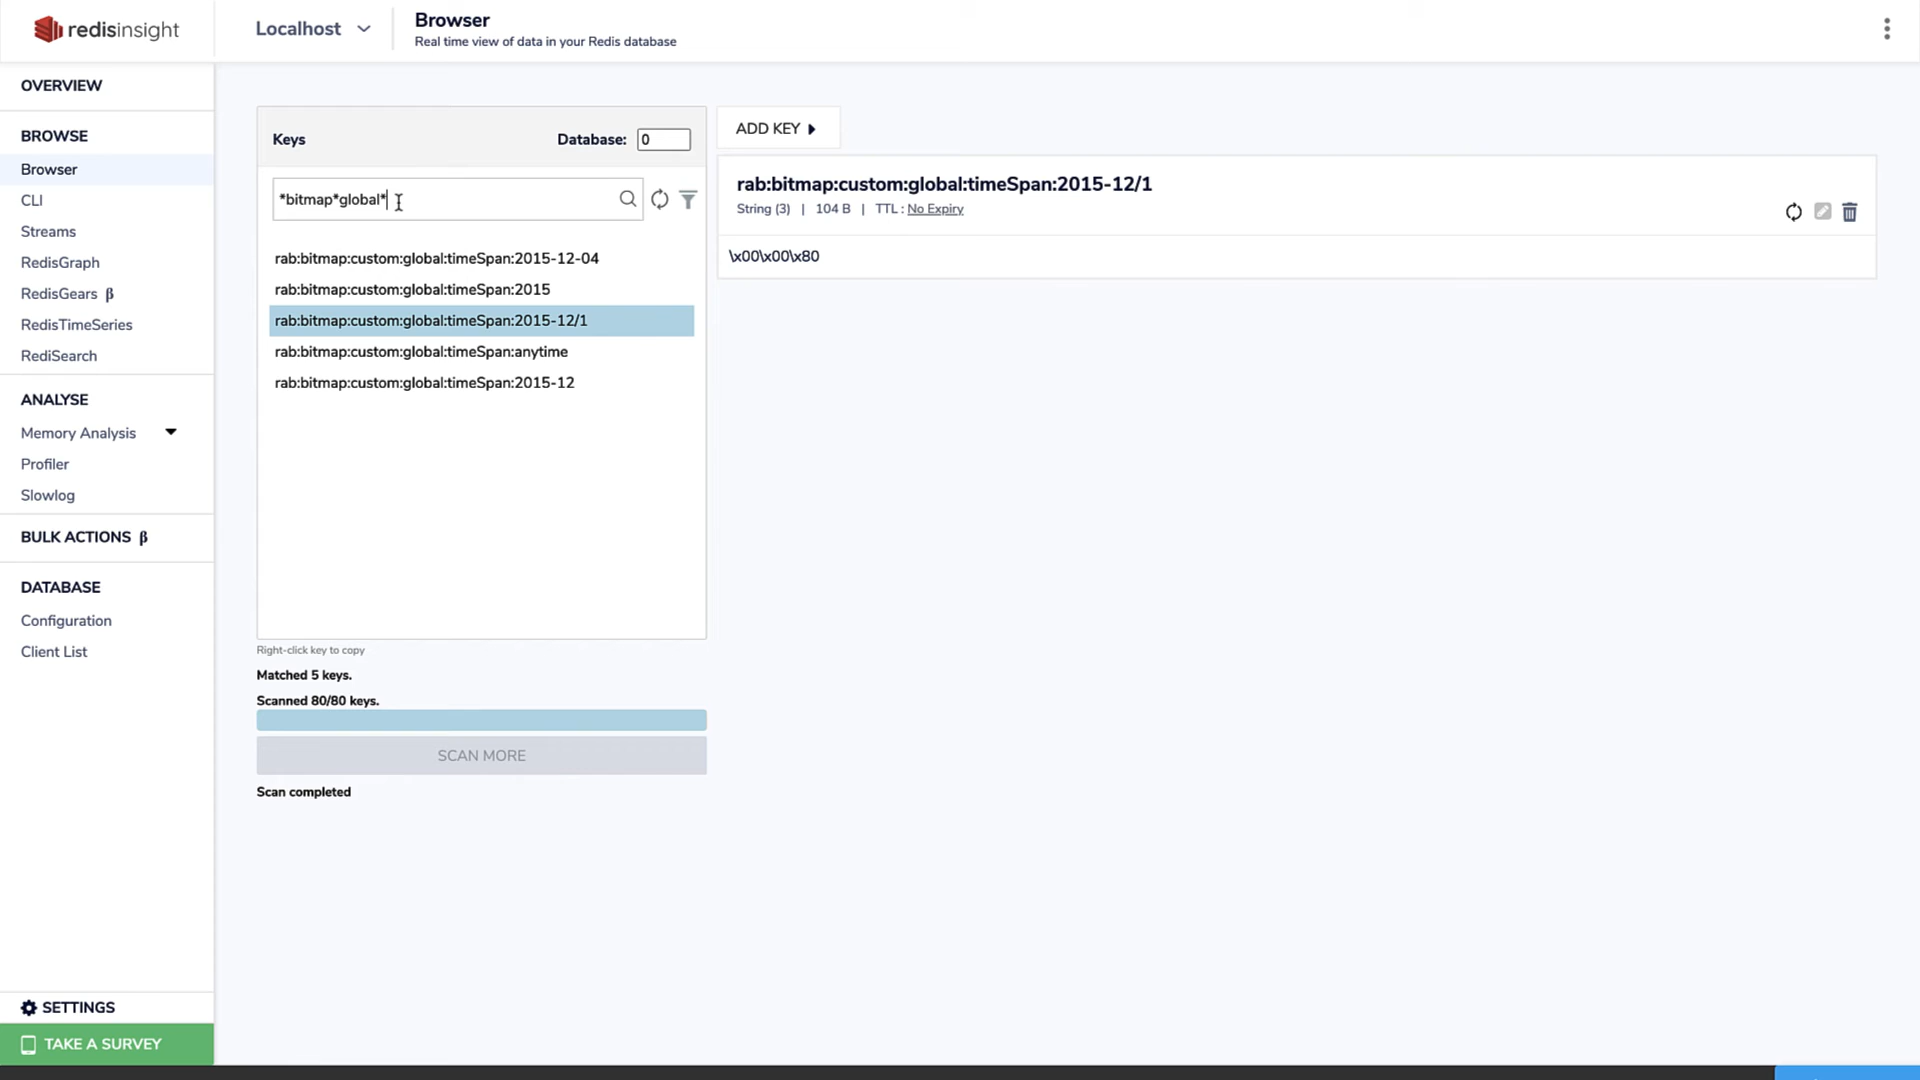 redisinsight
Localhost
Browser
Real time view of data in your Redis database
OVERVIEW
BROWSE
Browser
CLI
Streams
RedisGraph
RedisGears β
RedisTimeSeries
RediSearch
ANALYSE
Memory Analysis
Profiler
Slowlog
BULK ACTIONS β
DATABASE
Configuration
Client List
SETTINGS
TAKE A SURVEY
Keys
Database: 0
*bitmap*global*
rab:bitmap:custom:global:timeSpan:2015-12-04
rab:bitmap:custom:global:timeSpan:2015
rab:bitmap:custom:global:timeSpan:2015-12/1
rab:bitmap:custom:global:timeSpan:anytime
rab:bitmap:custom:global:timeSpan:2015-12
Right-click key to copy
Matched 5 keys.
Scanned 80/80 keys.
SCAN MORE
Scan completed
ADD KEY
rab:bitmap:custom:global:timeSpan:2015-12/1
String (3) | 104 B | TTL : No Expiry
\x00\x00\x80